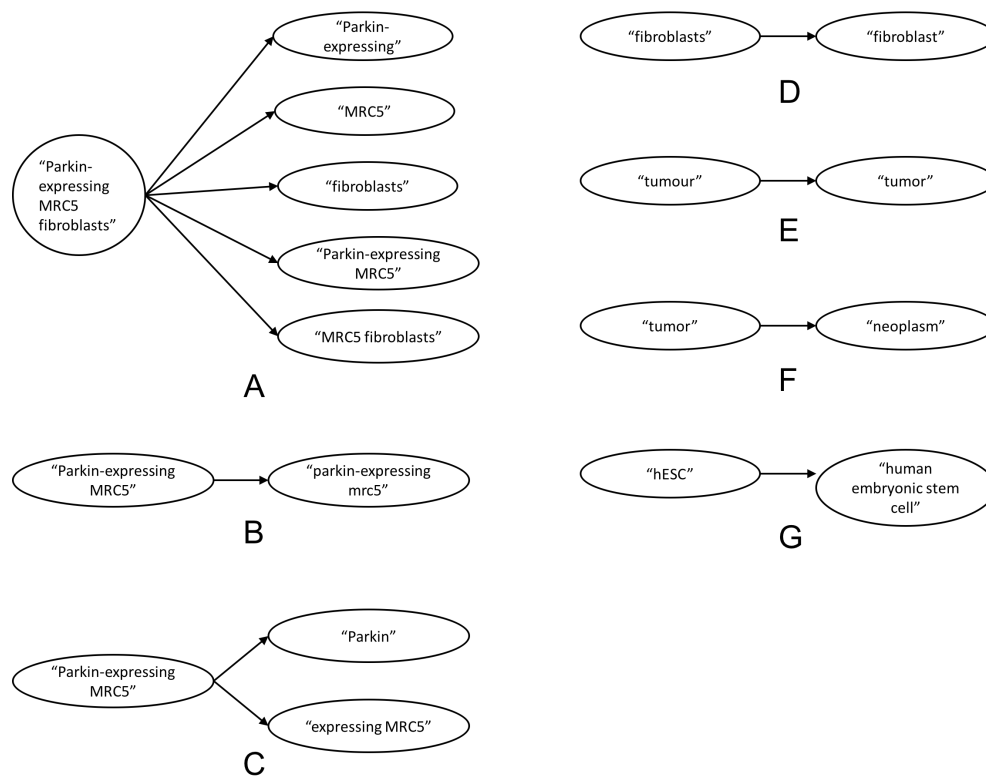 “Parkin-
expressing
MRC5
fibroblasts”
“Parkin-
expressing”
“MRC5”
“fibroblasts”
“Parkin-expressing
MRC5”
“MRC5 fibroblasts”
A
“Parkin-expressing
MRC5”
“parkin-expressing
mrc5”
B
“Parkin-expressing
MRC5”
“Parkin”
“expressing MRC5”
C
“fibroblasts”
“fibroblast”
D
“tumour”
“tumor”
E
“tumor”
“neoplasm”
F
“hESC”
“human
embryonic stem
cell”
G